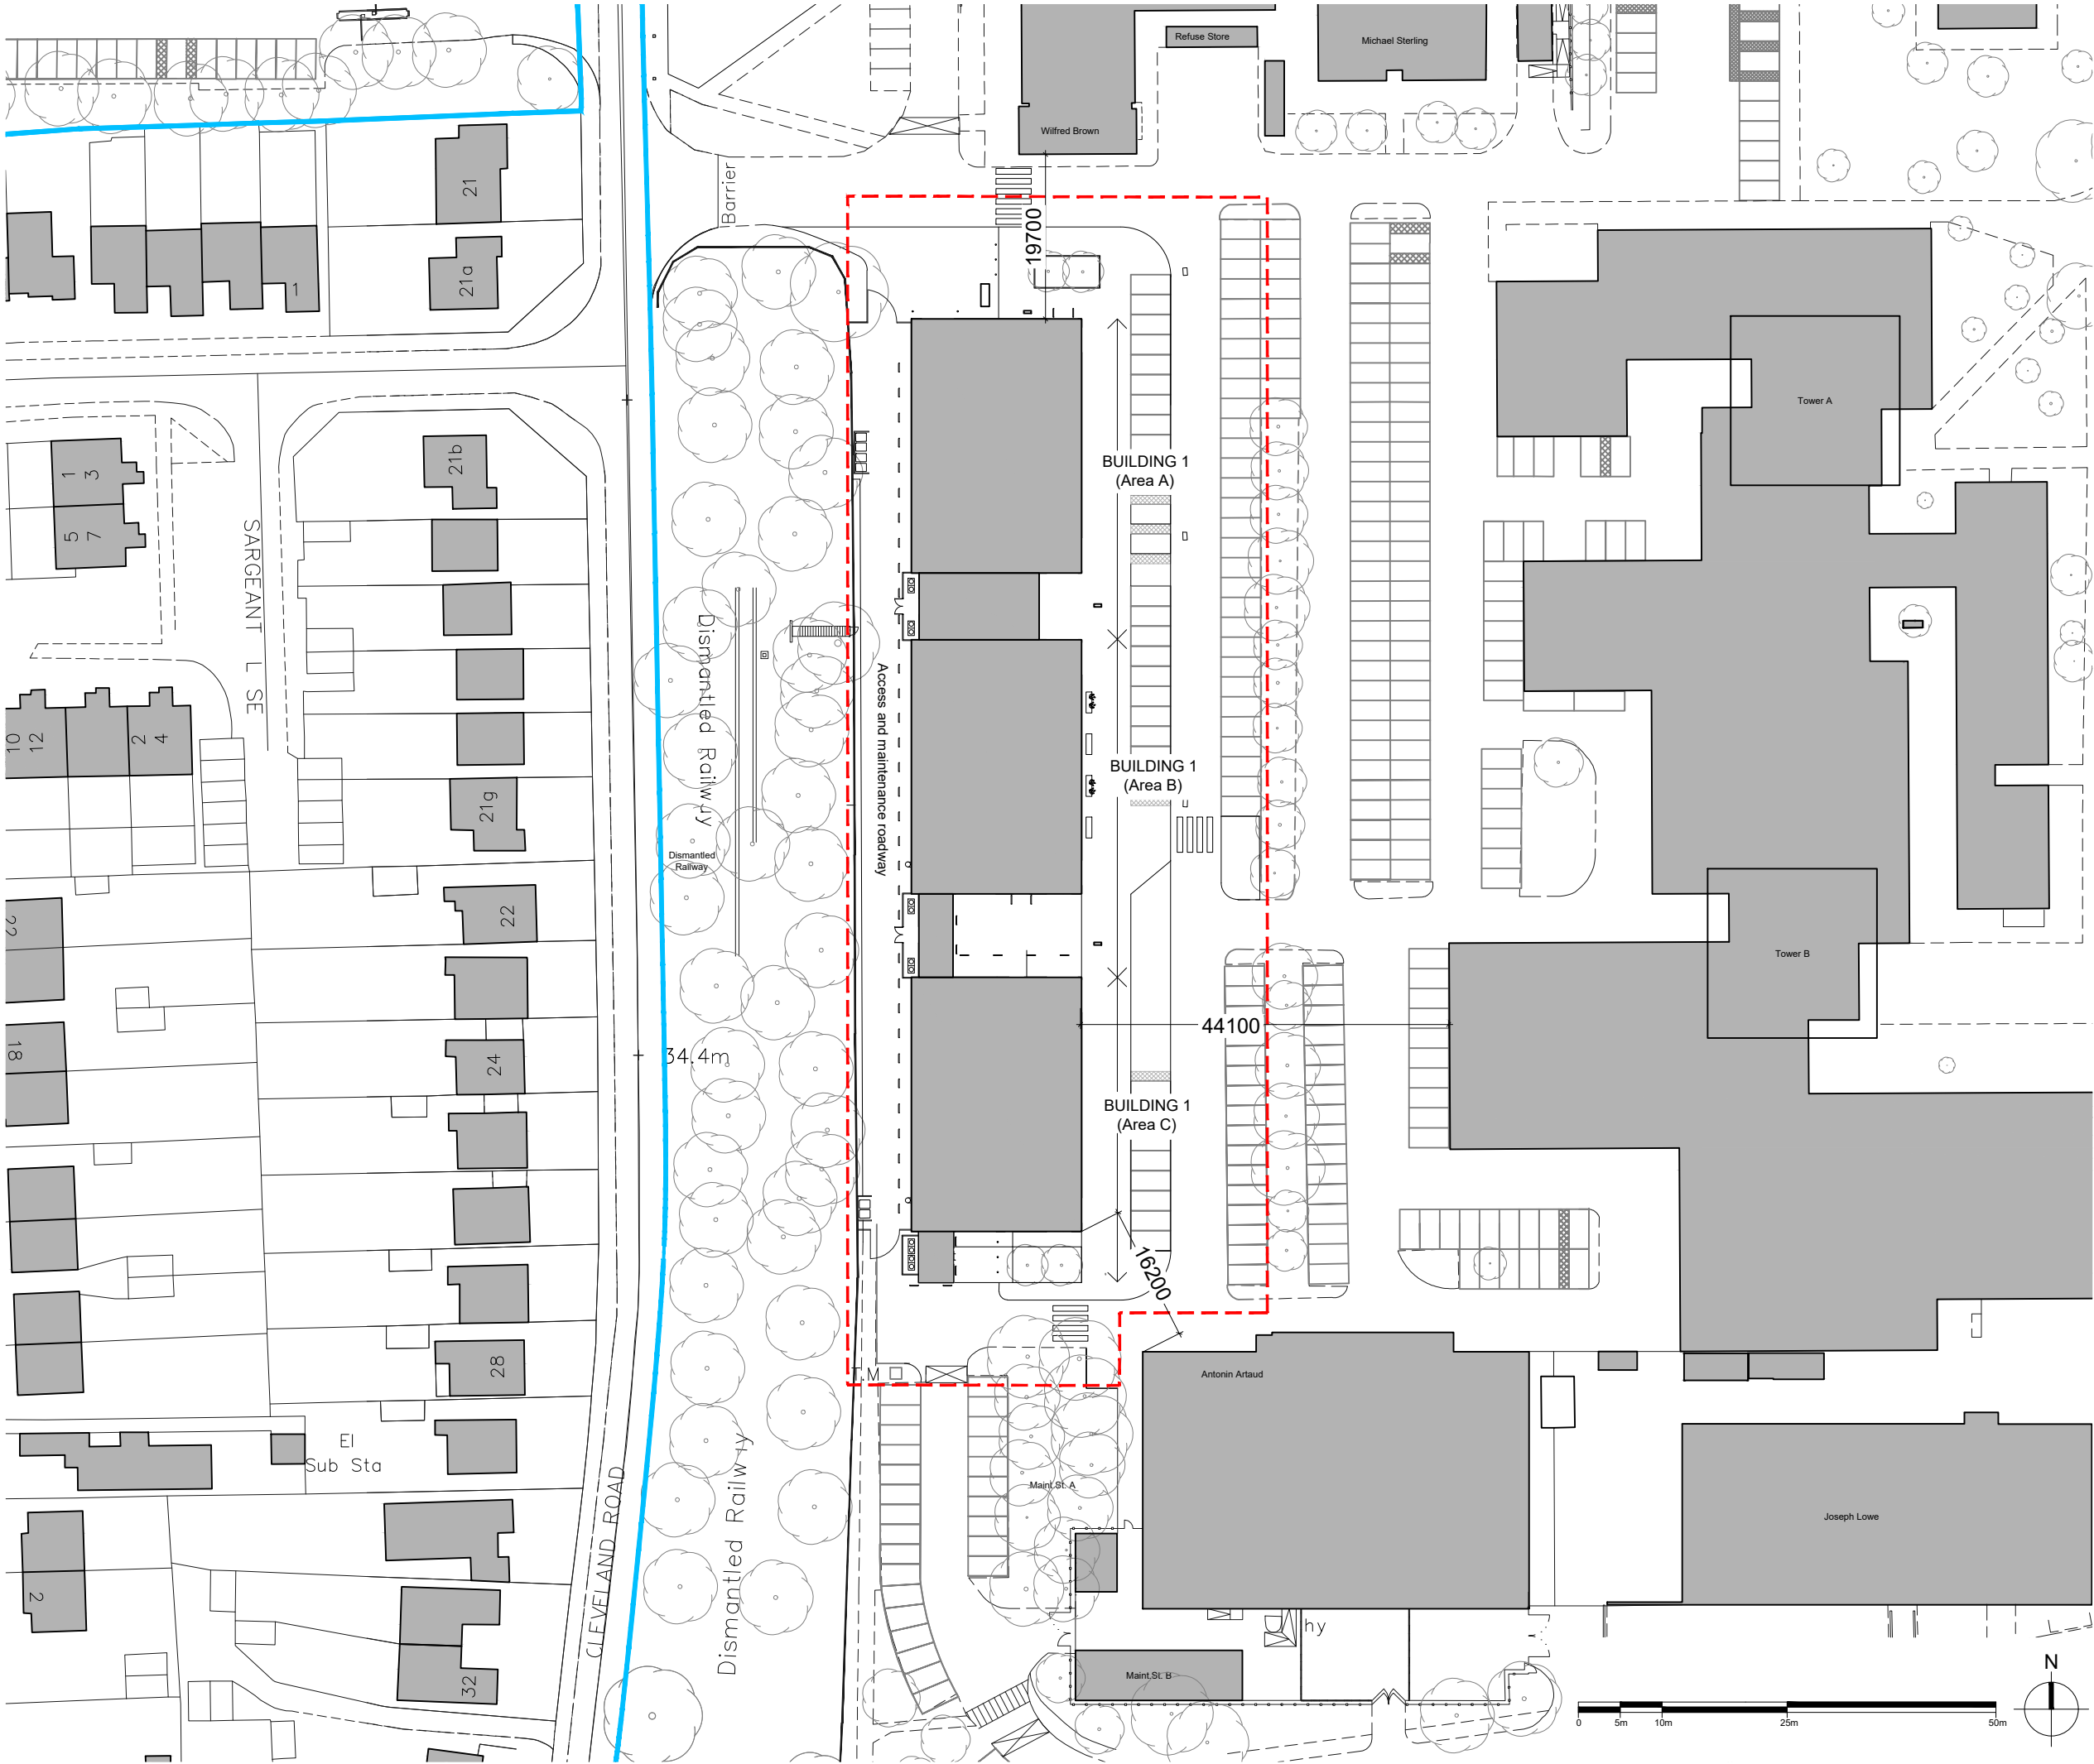 Refuse Store
Michael Sterling
Wilfred Brown
Barrier
21
21a
1
19700
Tower A
21b
1
3
5
7
BUILDING 1
(Area A)
SARGEANT
L SE
Dismantled Railw y
Access and maintenance roadway
10
12
2
4
21g
BUILDING 1
(Area B)
Dismantled
Railway
22
22
Tower B
18
24
34.4m
44100
BUILDING 1
(Area C)
16200
28
T.M
Antonin Artaud
El
Sub Sta
CLEVELAND ROAD
Dismantled Railw y
Maint.St. A
Joseph Lowe
2
32
hy
Maint.St. B
N
0
5m
10m
25m
50m